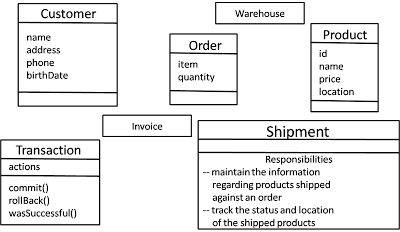 Customer
name
address
phone
birthDate
Warehouse
Order
item
quantity
Product
id
name
price
location
Invoice
Transaction
actions
commit()
rollBack()
wasSuccessful()
Shipment
Responsibilities
-- maintain the information
regarding products shipped
against an order
-- track the status and location
of the shipped products